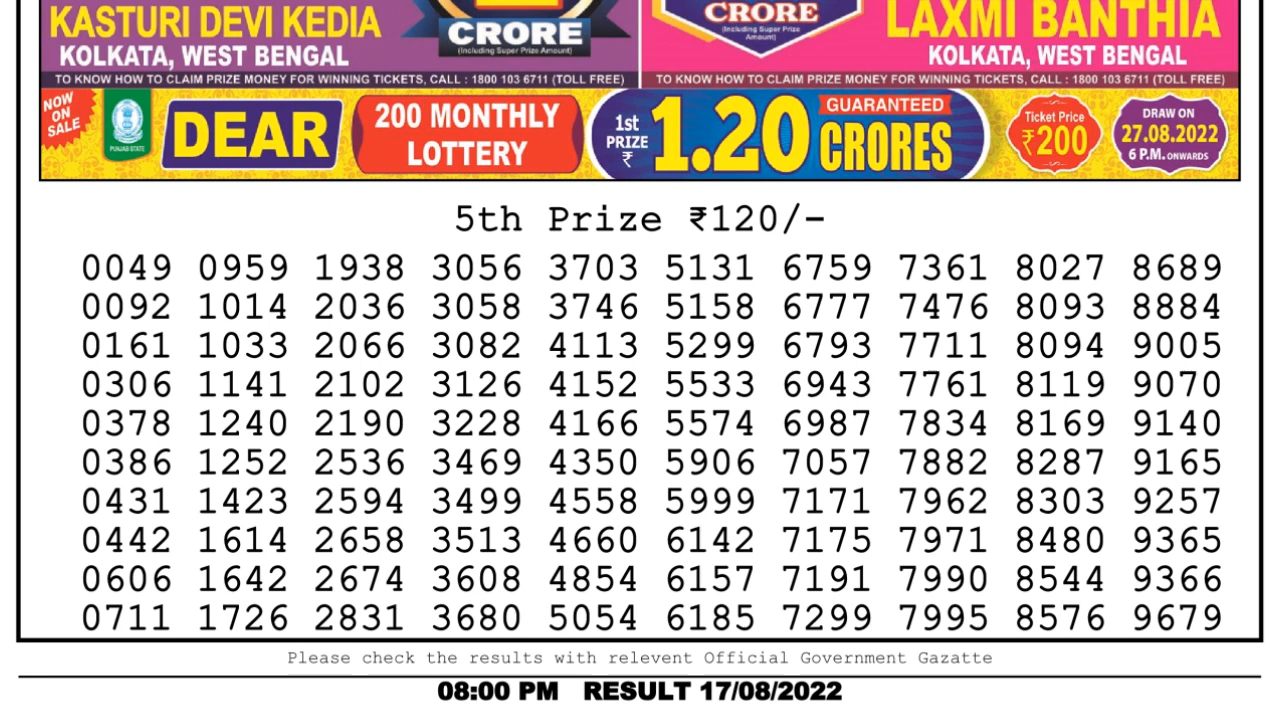 KASTURI DEVI KEDIA
KOLKATA, WEST BENGAL
CRORE
(Including Super Prize Amount)
CRORE
(Including Super Prize
Amount)
LAXMI BANTHIA
KOLKATA, WEST BENGAL
TO KNOW HOW TO CLAIM PRIZE MONEY FOR WINNING TICKETS, CALL : 1800 103 6711 (TOLL FREE)
TO KNOW HOW TO CLAIM PRIZE MONEY FOR WINNING TICKETS, CALL : 1800 103 6711 (TOLL FREE)
NOW
ON
SALE
PUNJAB STATE
DEAR
200 MONTHLY
LOTTERY
1st
PRIZE
₹
1.20
GUARANTEED
CRORES
Ticket Price
₹200
DRAW ON
27.08.2022
6 P.M. ONWARDS
5th Prize ₹120/-
0049 0959 1938 3056 3703 5131 6759 7361 8027 8689
0092 1014 2036 3058 3746 5158 6777 7476 8093 8884
0161 1033 2066 3082 4113 5299 6793 7711 8094 9005
0306 1141 2102 3126 4152 5533 6943 7761 8119 9070
0378 1240 2190 3228 4166 5574 6987 7834 8169 9140
0386 1252 2536 3469 4350 5906 7057 7882 8287 9165
0431 1423 2594 3499 4558 5999 7171 7962 8303 9257
0442 1614 2658 3513 4660 6142 7175 7971 8480 9365
0606 1642 2674 3608 4854 6157 7191 7990 8544 9366
0711 1726 2831 3680 5054 6185 7299 7995 8576 9679
Please check the results with relevent Official Government Gazatte
08:00 PM RESULT 17/08/2022